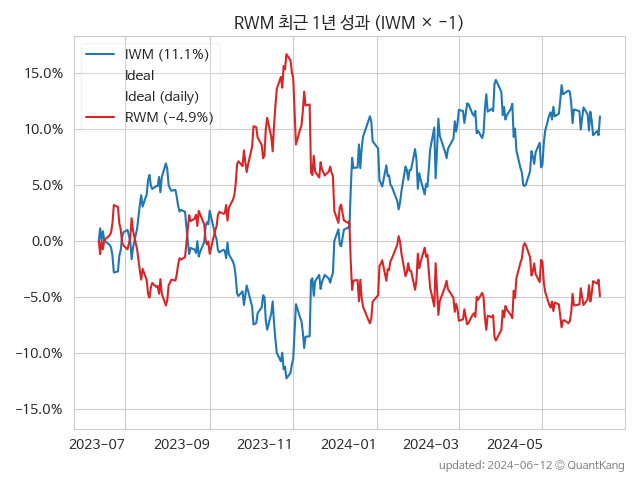 RWM 최근 1년 성과 (IWM × −1)
IWM (11.1%)
Ideal
Ideal (daily)
RWM (−4.9%)
15.0%
10.0%
5.0%
0.0%
−5.0%
−10.0%
−15.0%
2023−07 2023−09 2023−11 2024−01 2024−03 2024−05
updated: 2024−06−12 © QuantKang